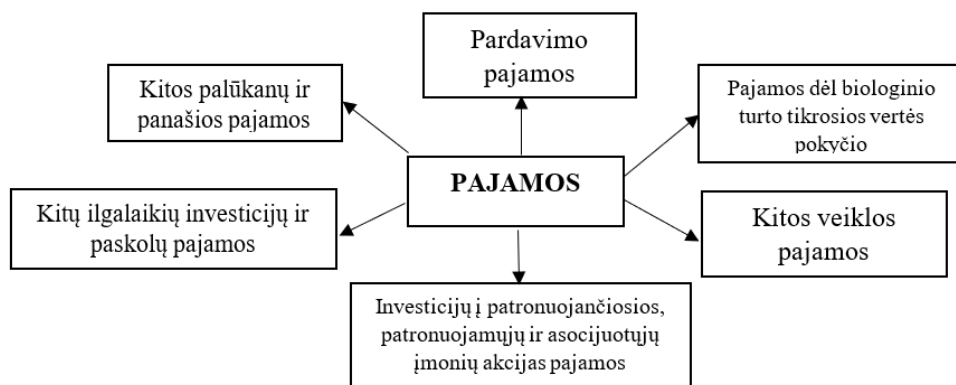 Pardavimo
pajamos
Kitos palūkanų ir
panašios pajamos
Pajamos dėl biologinio
turto tikrosios vertės
pokyčio
PAJAMOS
Kitų ilgalaikių investicijų ir
paskolų pajamos
Kitos veiklos
pajamos
Investicijų į patronuojančiosios,
patronuojamųjų ir asocijuotųjų
įmonių akcijas pajamos